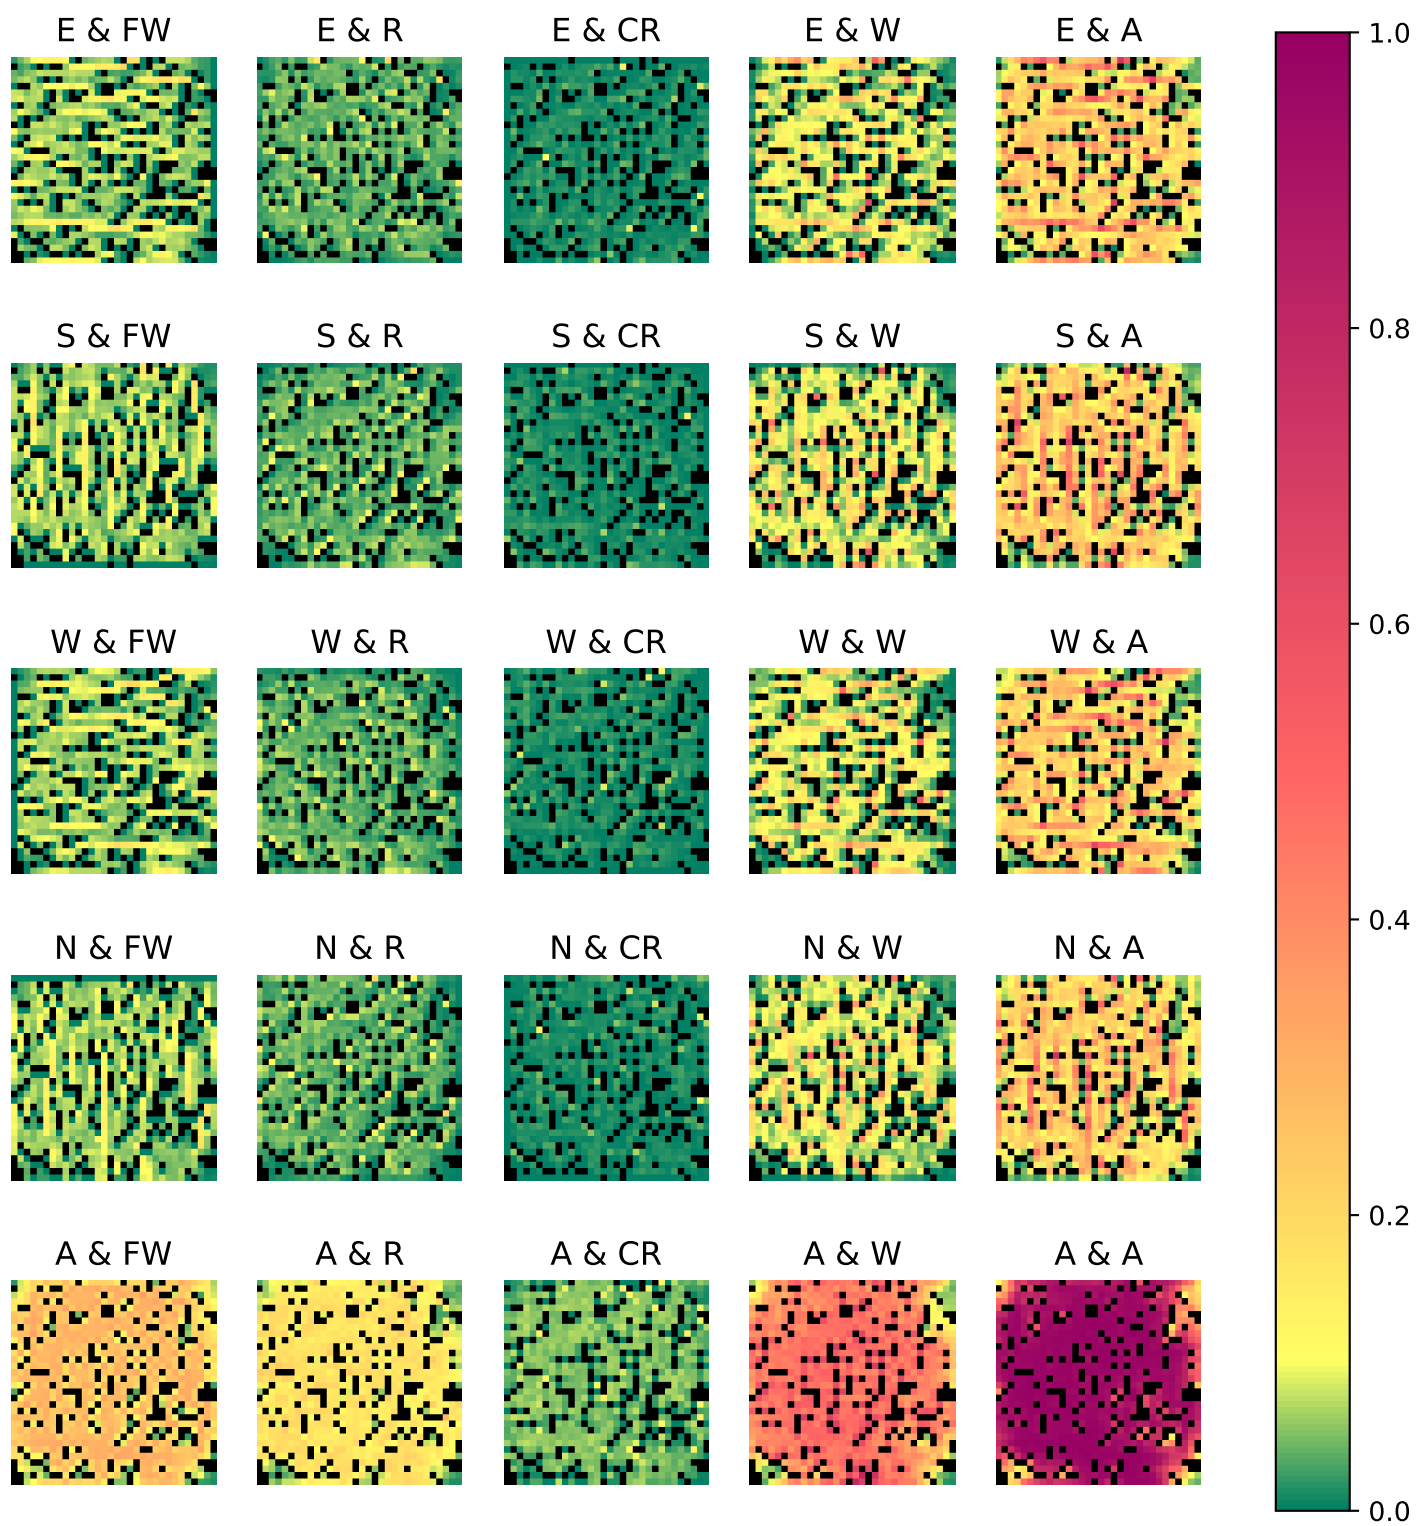 E & FW E & R E & CR E & W E & A
S & FW S & R S & CR S & W S & A
W & FW W & R W & CR W & W W & A
N & FW N & R N & CR N & W N & A
A & FW A & R A & CR A & W A & A
1.0
0.8
0.6
0.4
0.2
0.0